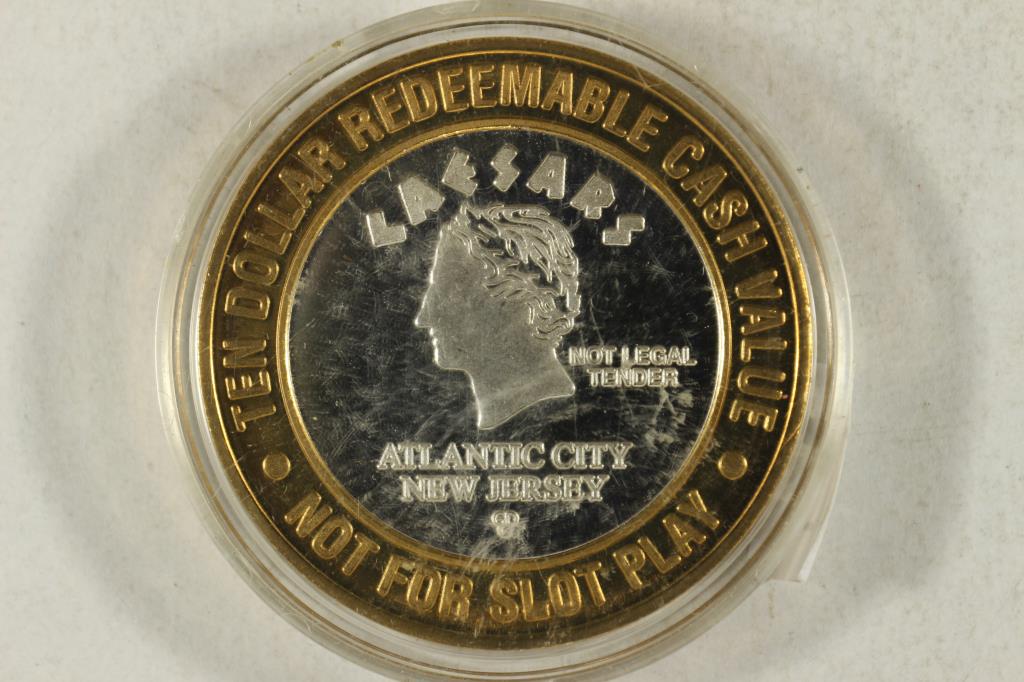 TEN DOLLAR REDEEMABLE CASH VALUE
CAESARS
NOT LEGAL
TENDER
ATLANTIC CITY
NEW JERSEY
NOT FOR SLOT PLAY